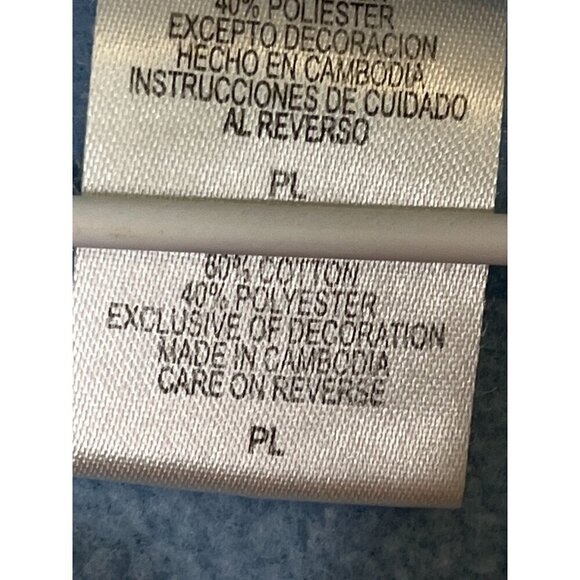 40% POLIESTER
EXCEPTO DECORACION
HECHO EN CAMBODIA
INSTRUCCIONES DE CUIDADO
AL REVERSO
PL
60% COTTON
40% POLYESTER
EXCLUSIVE OF DECORATION
MADE IN CAMBODIA
CARE ON REVERSE
PL